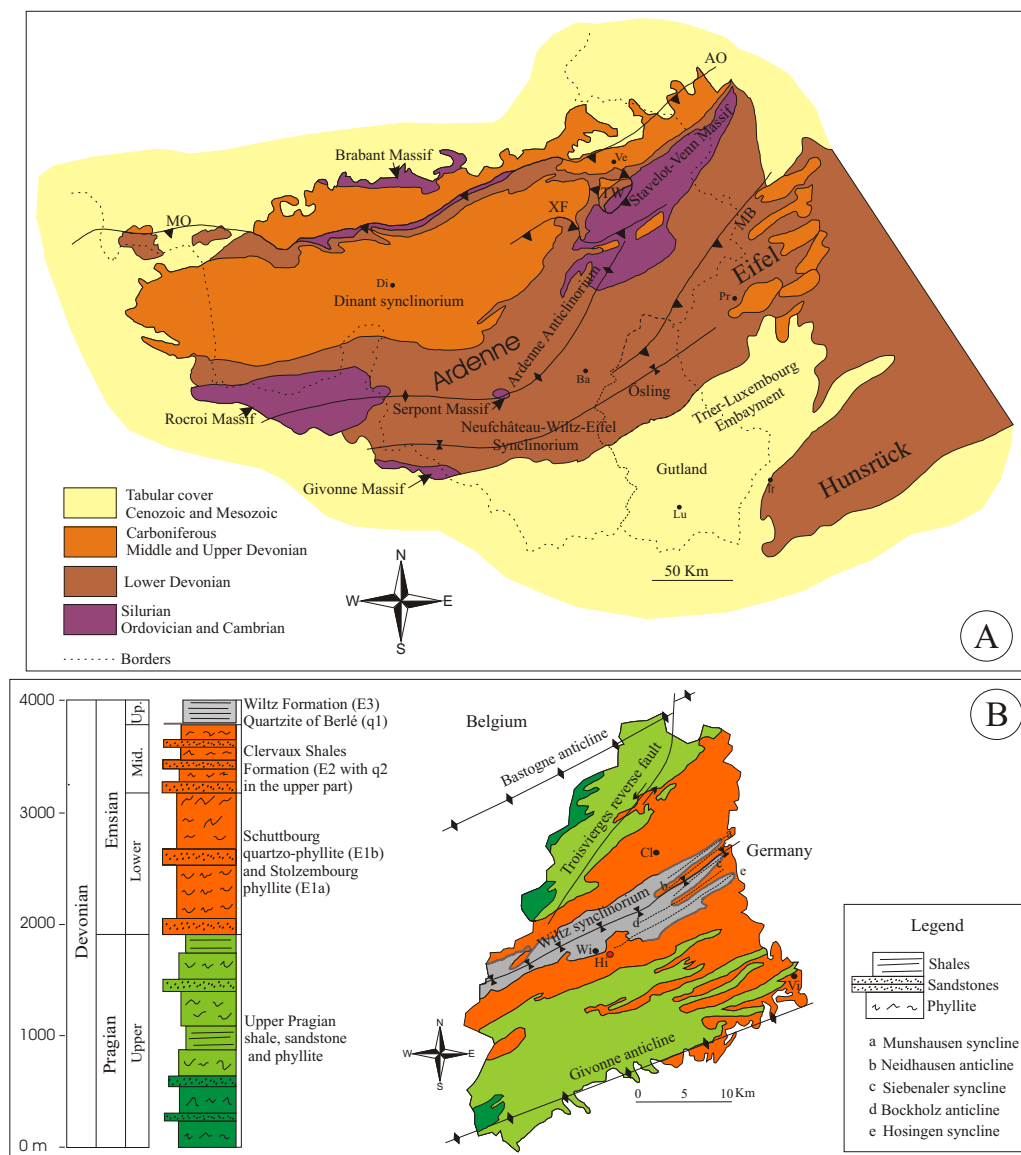 AO
Brabant Massif
Ve
Stavelot-Venn Massif
TW
XF
MO
MB
Eifel
Di
Dinant synclinorium
Pr
Ardenne
Ardenne Anticlinorium
Ba
Ösling
Serpont Massif
Rocroi Massif
Neufchâteau-Wiltz-Eifel
Synclinorium
Trier-Luxembourg
Embayment
Givonne Massif
Gutland
Hunsrück
Lu
Tabular cover
Cenozoic and Mesozoic
Carboniferous
Middle and Upper Devonian
Lower Devonian
Silurian
Ordovician and Cambrian
Borders
N
W
E
S
50 Km
A
B
4000
3000
2000
1000
0 m
Devonian
Emsian
Pragian
Up.
Mid.
Lower
Upper
Wiltz Formation (E3)
Quartzite of Berlé (q1)
Clervaux Shales
Formation (E2 with q2
in the upper part)
Schuttbourg
quartzo-phyllite (E1b)
and Stolzembourg
phyllite (E1a)
Upper Pragian
shale, sandstone
and phyllite
Belgium
Bastogne anticline
Troisvierges reverse fault
Cl
Germany
a
c
b
e
d
Wiltz synclinorium
Wi
Hi
Vi
Givonne anticline
N
W
E
S
0 5 10 Km
Legend
Shales
Sandstones
Phyllite
a Munshausen syncline
b Neidhausen anticline
c Siebenaler syncline
d Bockholz anticline
e Hosingen syncline